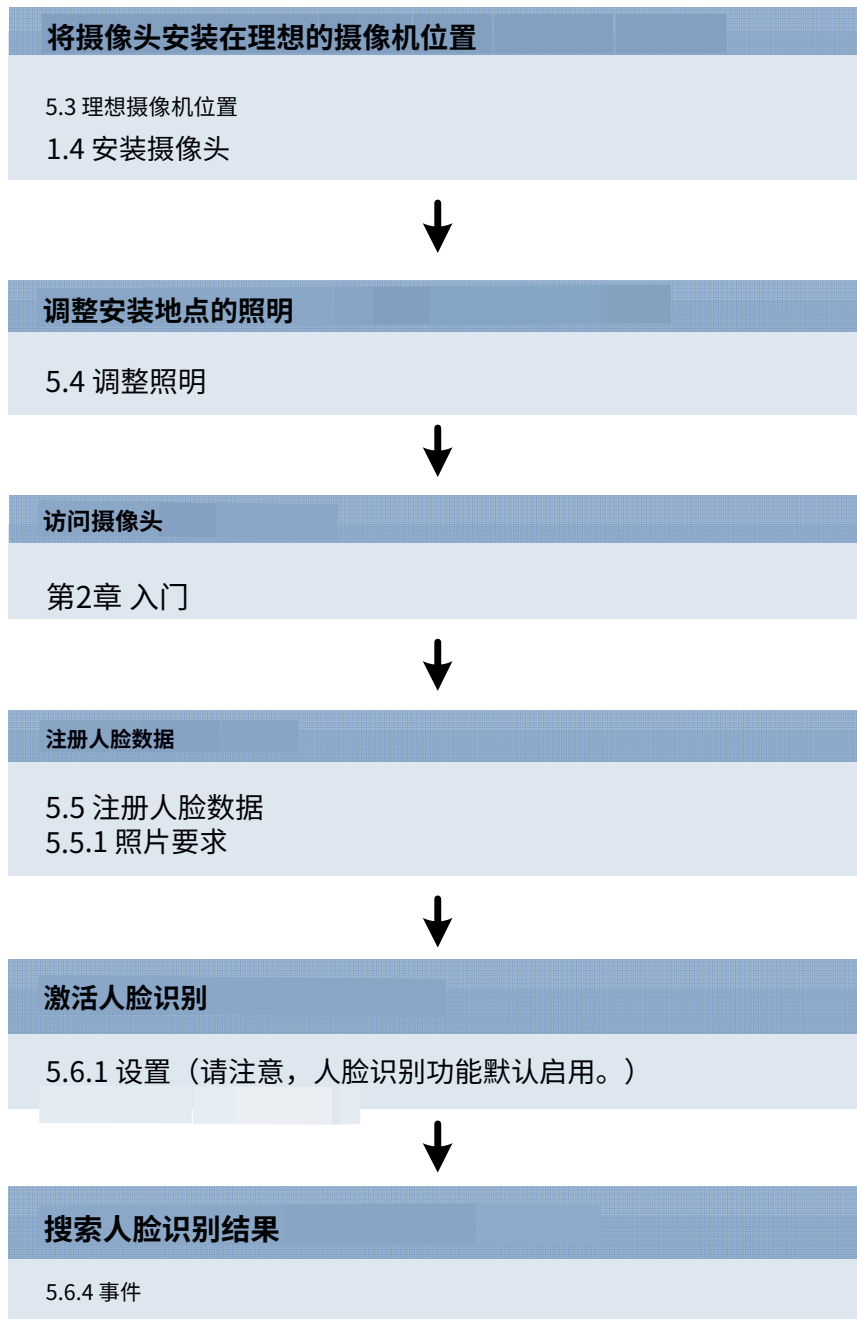 将摄像头安装在理想的摄像机位置
5.3 理想摄像机位置
1.4 安装摄像头
调整安装地点的照明
5.4 调整照明
访问摄像头
第2章 入门
注册人脸数据
5.5 注册人脸数据
5.5.1 照片要求
激活人脸识别
5.6.1 设置（请注意，人脸识别功能默认启用。）
搜索人脸识别结果
5.6.4 事件